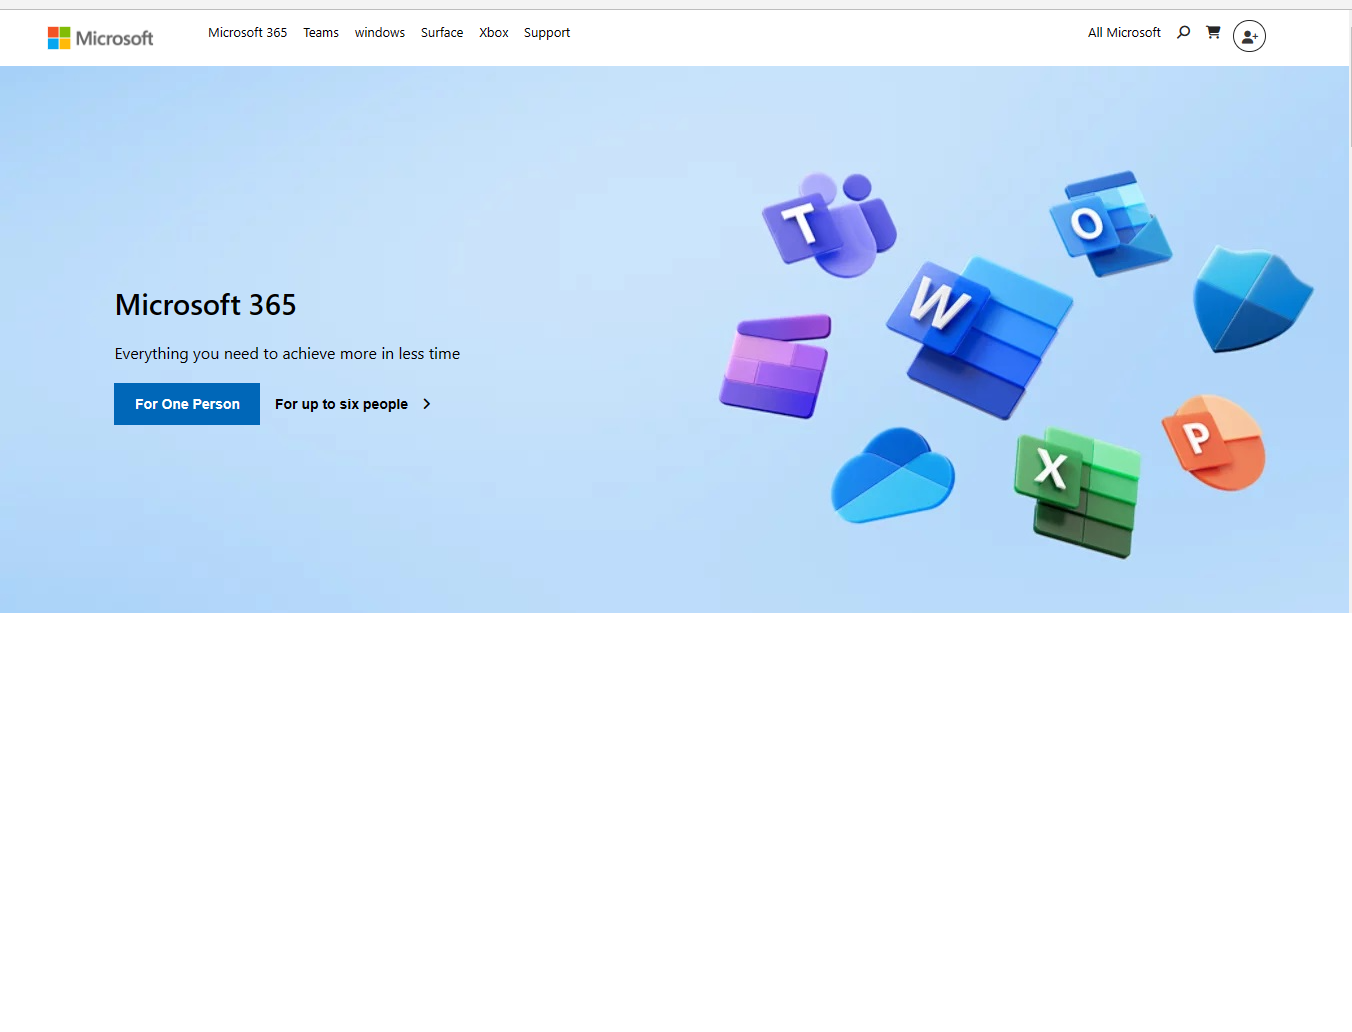 Microsoft
Microsoft 365 Teams windows Surface Xbox Support
All Microsoft
T
O
W
Microsoft 365
Everything you need to achieve more in less time
For One Person
For up to six people
X
P